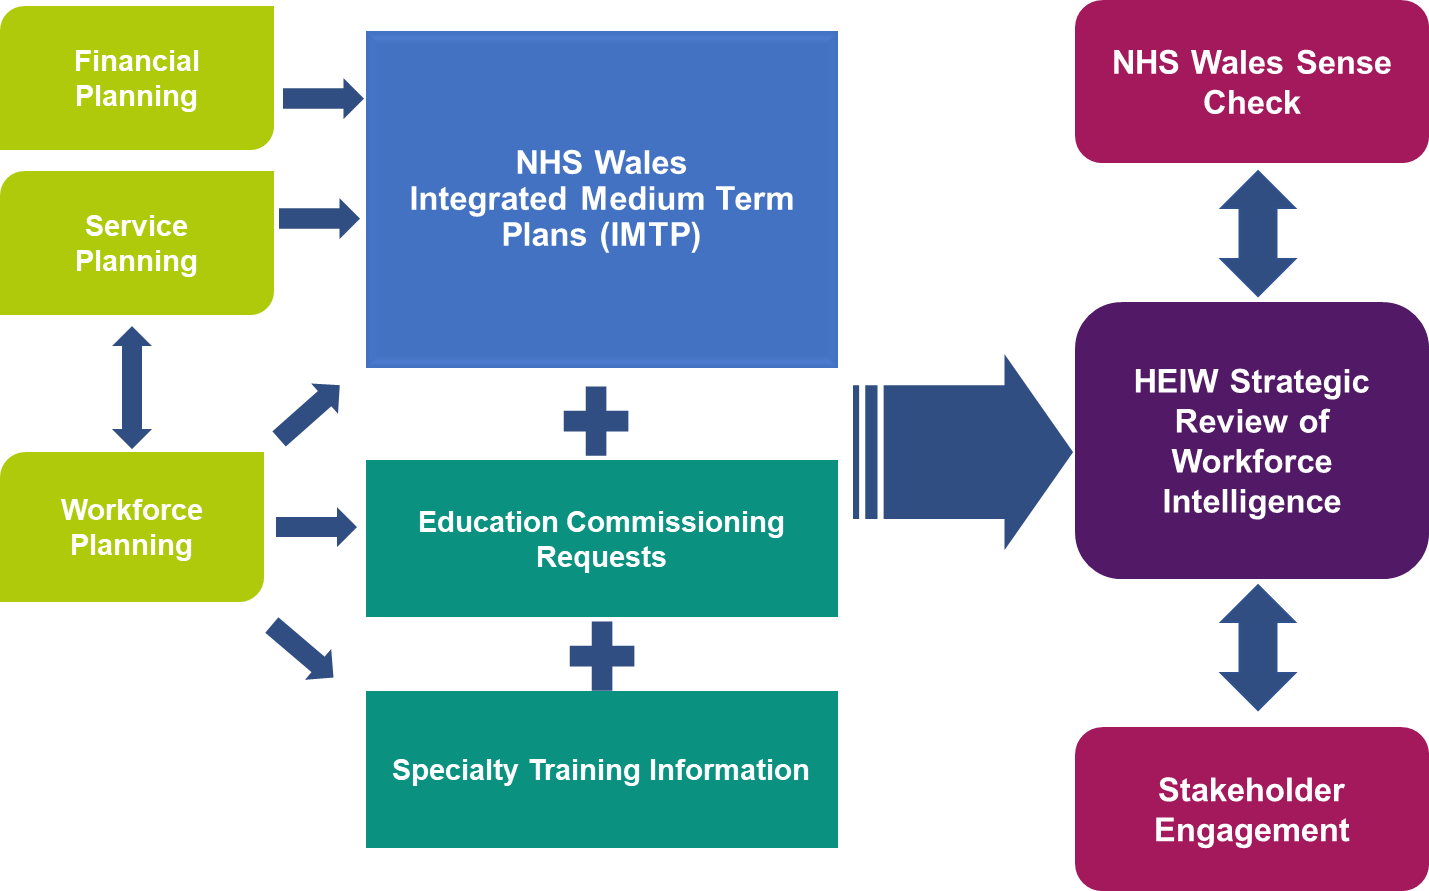 Financial
Planning
Service
Planning
Workforce
Planning
NHS Wales
Integrated Medium Term
Plans (IMTP)
Education Commissioning
Requests
Specialty Training Information
NHS Wales Sense
Check
HEIW Strategic
Review of
Workforce
Intelligence
Stakeholder
Engagement